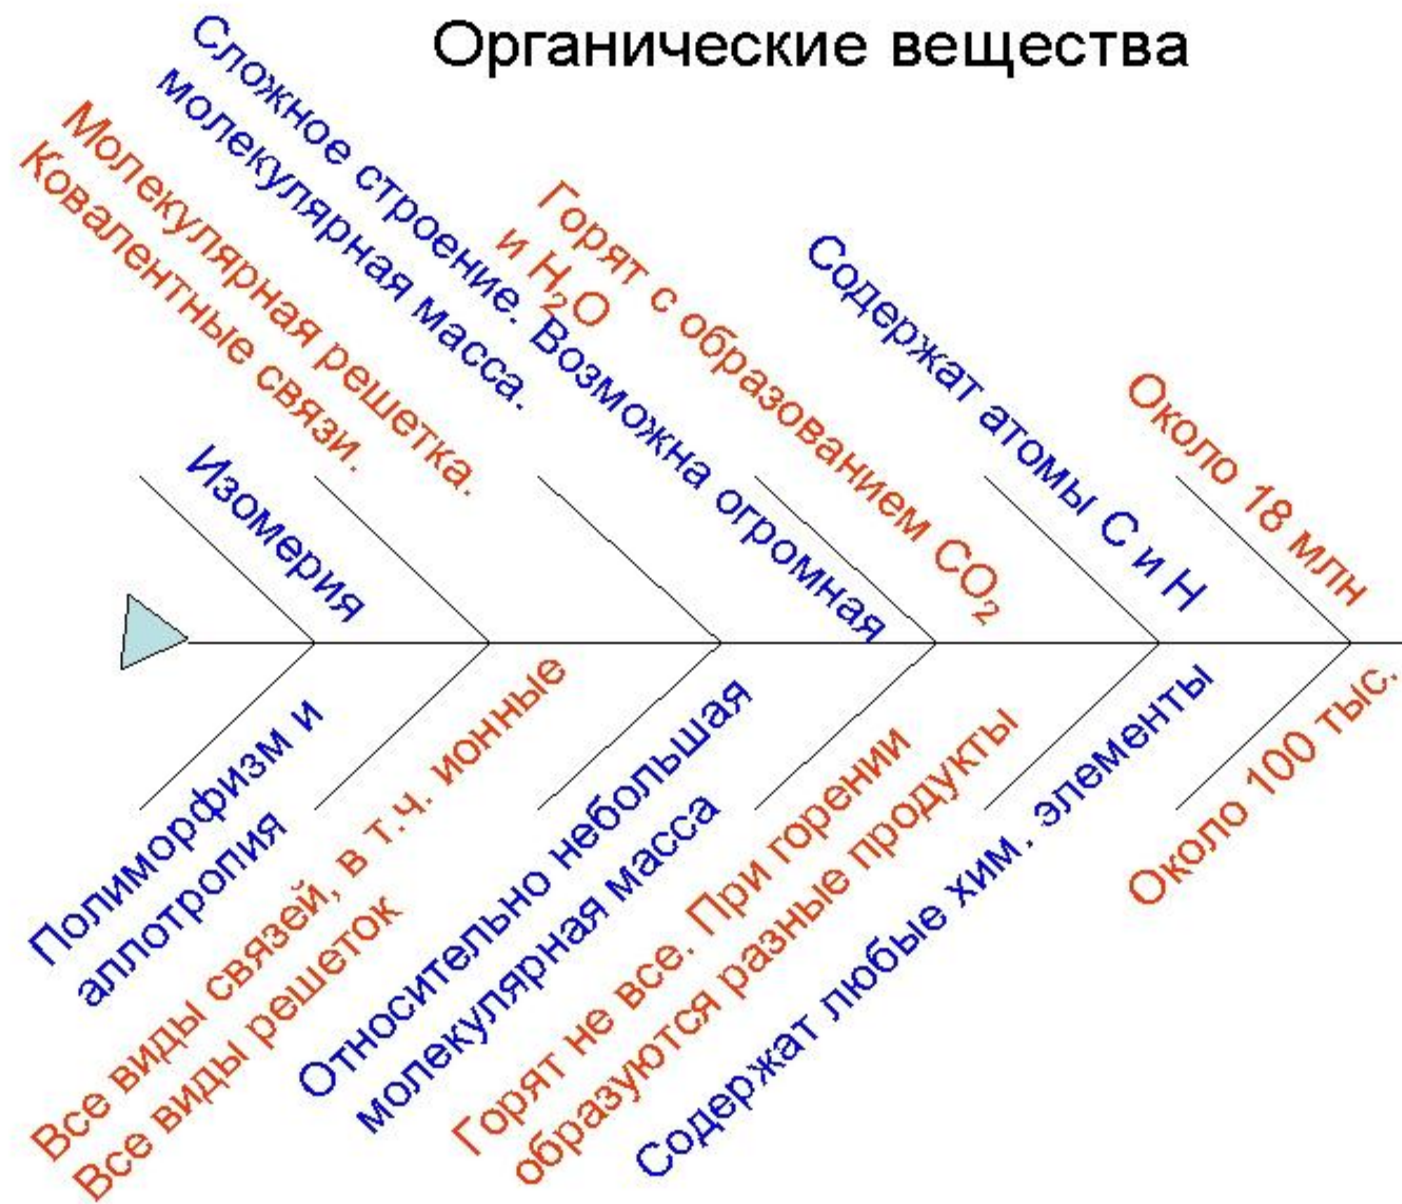 Органические вещества
Сложное строение. Возможна огромная
молекулярная масса.
Молекулярная решетка.
Ковалентные связи.
Горят с образованием CO₂
и H₂O
Содержат атомы С и Н
Около 18 млн
Изомерия
Полиморфизм и
аллотропия
Все виды связей, в т.ч. ионные
Все виды решеток
Относительно небольшая
молекулярная масса
Горят не все. При горении
образуются разные продукты
Содержат любые хим. элементы
Около 100 тыс.